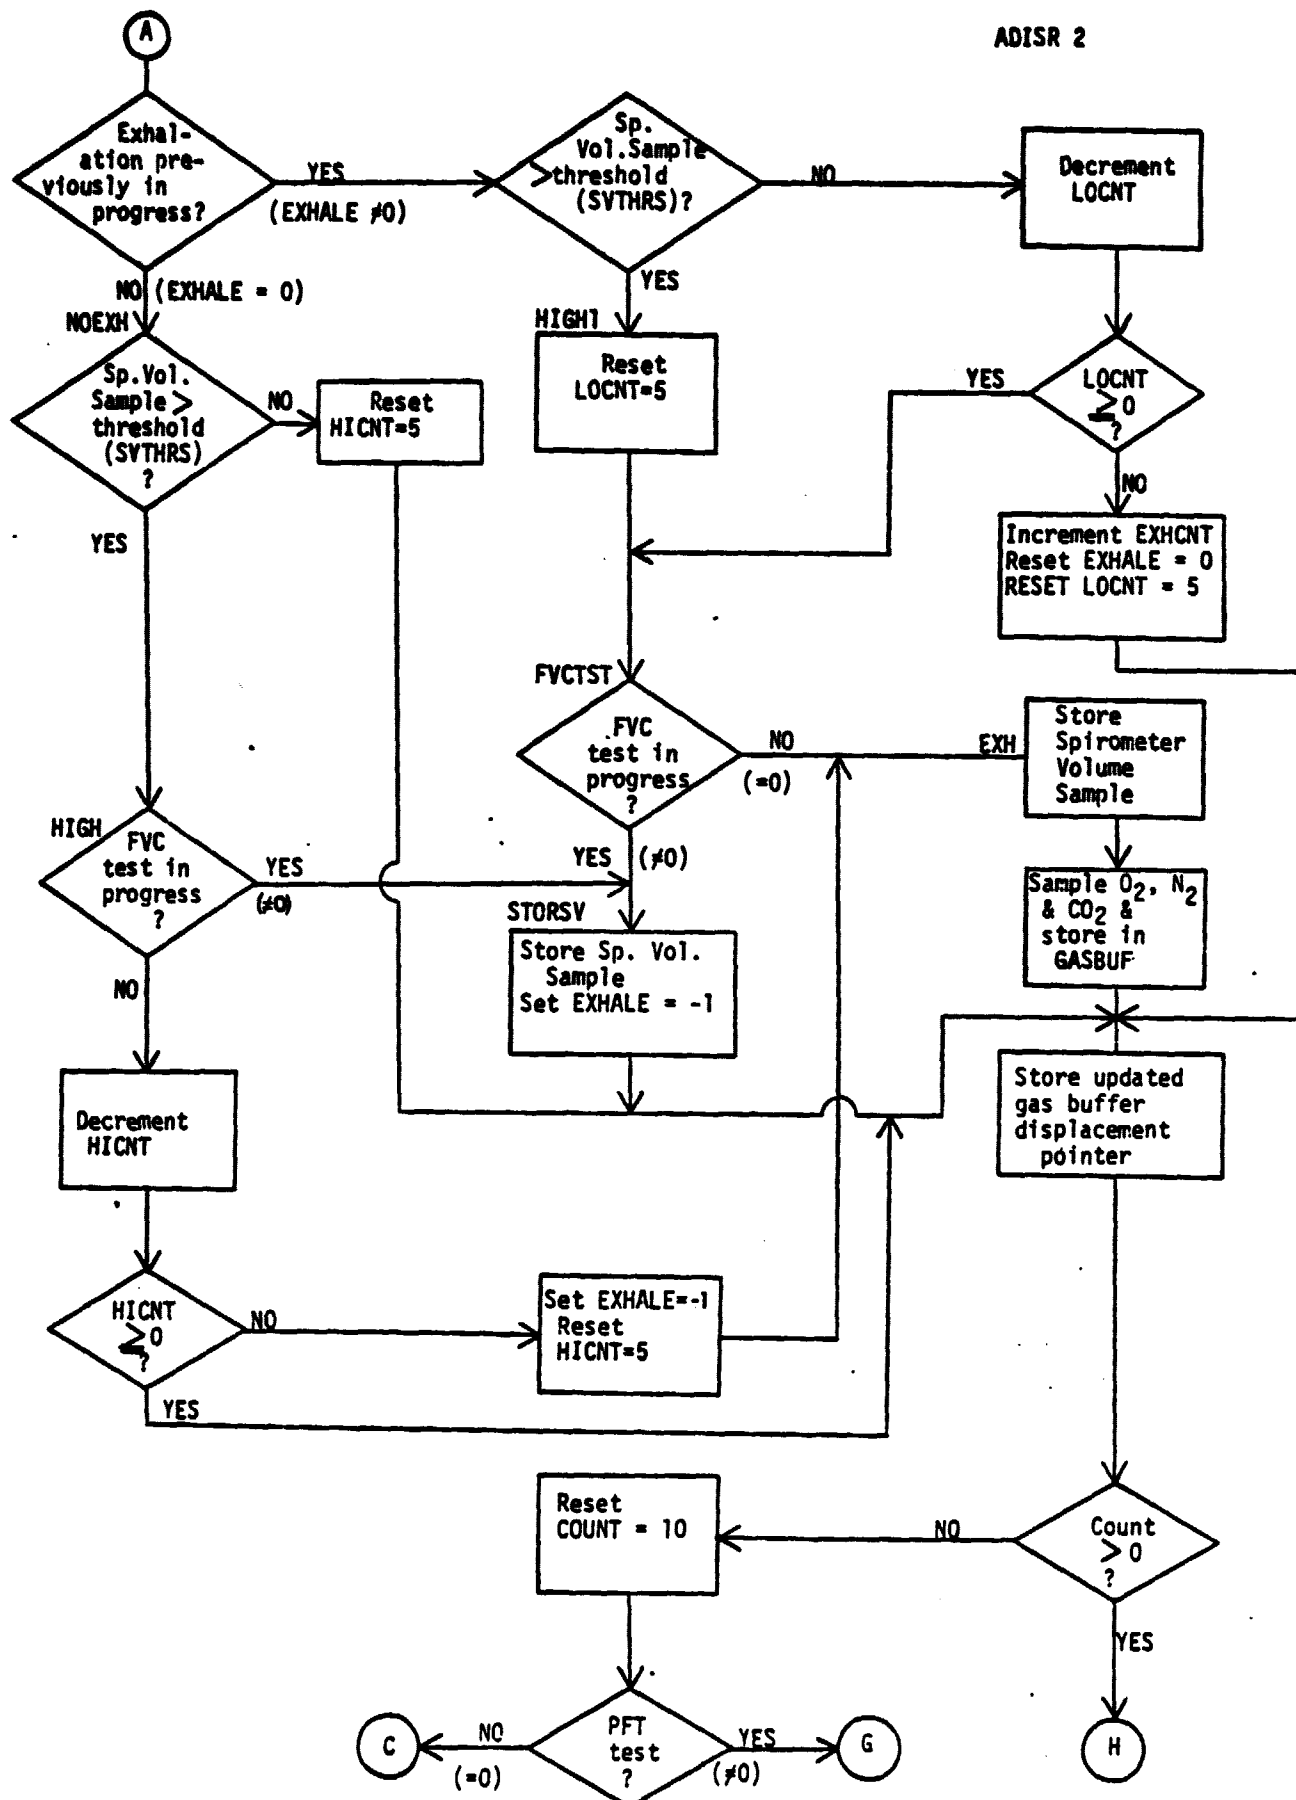 A
ADISR 2
Exhal-
ation pre-
viously in
progress?
YES
(EXHALE ≠0)
Sp.
Vol.Sample
>threshold
(SVTHRS)?
NO
Decrement
LOCNT
NO (EXHALE = 0)
NOEXH
YES
HIGH1
Sp.Vol.
Sample >
threshold
(SVTHRS)
?
NO
Reset
HICNT=5
Reset
LOCNT=5
YES
LOCNT
≥0
?
NO
YES
Increment EXHCNT
Reset EXHALE = 0
RESET LOCNT = 5
FVCTST
FVC
test in
progress
?
NO
(=0)
EXH
Store
Spirometer
Volume
Sample
HIGH
FVC
test in
progress
?
YES
(≠0)
YES (≠0)
Sample O2, N2
& CO2 &
store in
GASBUF
STORSV
Store Sp. Vol.
Sample
Set EXHALE = -1
NO
Store updated
gas buffer
displacement
pointer
Decrement
HICNT
HICNT
≥0
?
NO
Set EXHALE=-1
Reset
HICNT=5
YES
Reset
COUNT = 10
NO
Count
> 0
?
YES
C
NO
(=0)
PFT
test
?
YES
(≠0)
G
H